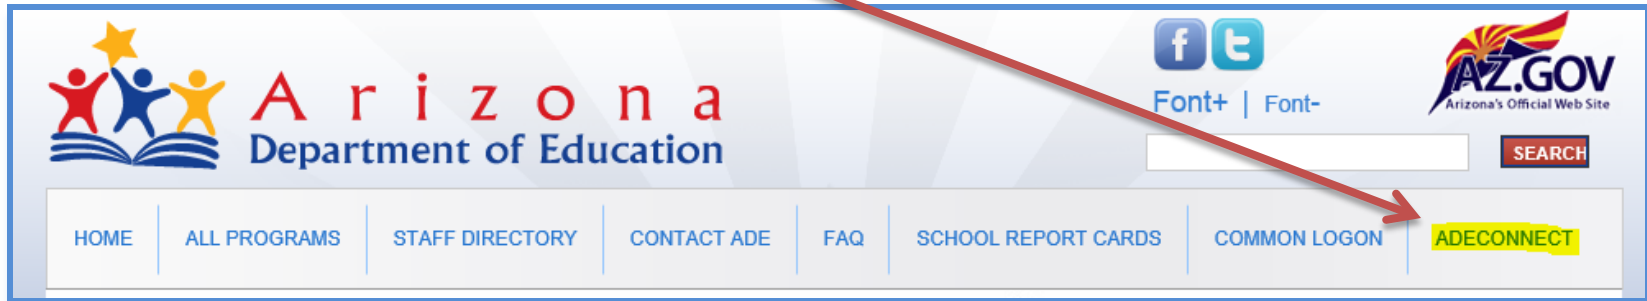 Arizona
Department of Education
f t
Font+ | Font-
AZ.GOV
Arizona's Official Web Site
SEARCH
HOME ALL PROGRAMS STAFF DIRECTORY CONTACT ADE FAQ SCHOOL REPORT CARDS COMMON LOGON ADECONNECT